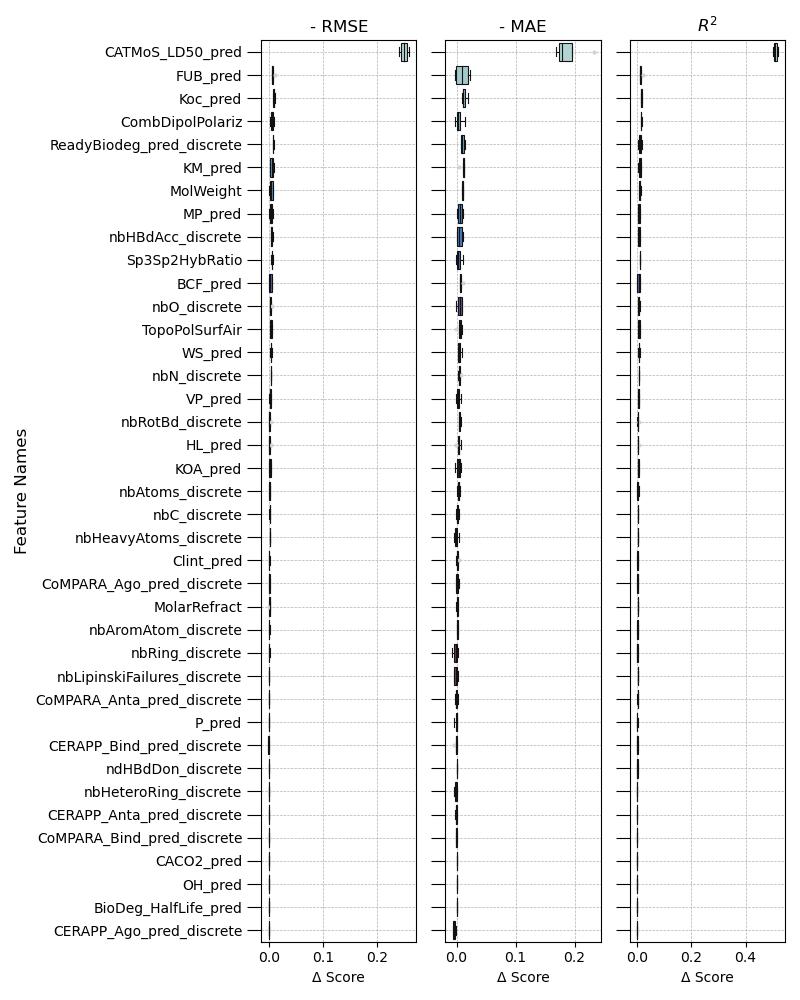 - RMSE
- MAE
R²
Feature Names
CATMoS_LD50_pred
FUB_pred
Koc_pred
CombDipolPolariz
ReadyBiodeg_pred_discrete
KM_pred
MolWeight
MP_pred
nbHBdAcc_discrete
Sp3Sp2HybRatio
BCF_pred
nbO_discrete
TopoPolSurfAir
WS_pred
nbN_discrete
VP_pred
nbRotBd_discrete
HL_pred
KOA_pred
nbAtoms_discrete
nbC_discrete
nbHeavyAtoms_discrete
Clint_pred
CoMPARA_Ago_pred_discrete
MolarRefract
nbAromAtom_discrete
nbRing_discrete
nbLipinskiFailures_discrete
CoMPARA_Anta_pred_discrete
P_pred
CERAPP_Bind_pred_discrete
ndHBdDon_discrete
nbHeteroRing_discrete
CERAPP_Anta_pred_discrete
CoMPARA_Bind_pred_discrete
CACO2_pred
OH_pred
BioDeg_HalfLife_pred
CERAPP_Ago_pred_discrete
0.0 0.1 0.2
0.0 0.1 0.2
0.0 0.2 0.4
Δ Score
Δ Score
Δ Score